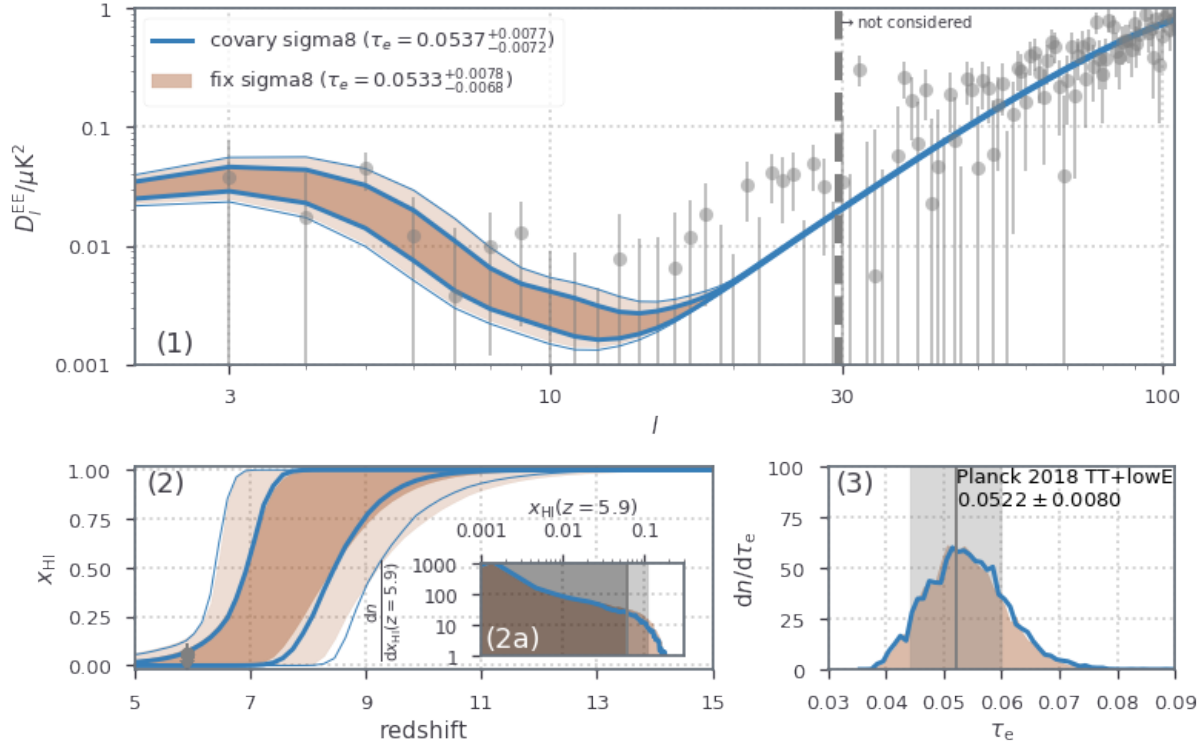 covary sigma8 (τₑ = 0.0537 +0.0077 −0.0072)
fix sigma8 (τₑ = 0.0533 +0.0078 −0.0068)
→ not considered
1
0.1
0.01
0.001
D_l^EE/μK²
(1)
3
10
30
100
l
(2)
1.00
0.75
0.50
0.25
0.00
x_HI
5
7
9
11
13
15
redshift
x_HI(z = 5.9)
0.001
0.01
0.1
1000
100
10
1
dn
dx_HI(z = 5.9)
(2a)
(3)
Planck 2018 TT+lowE
0.0522 ± 0.0080
100
75
50
25
0
dn/dτₑ
0.03
0.04
0.05
0.06
0.07
0.08
0.09
τₑ